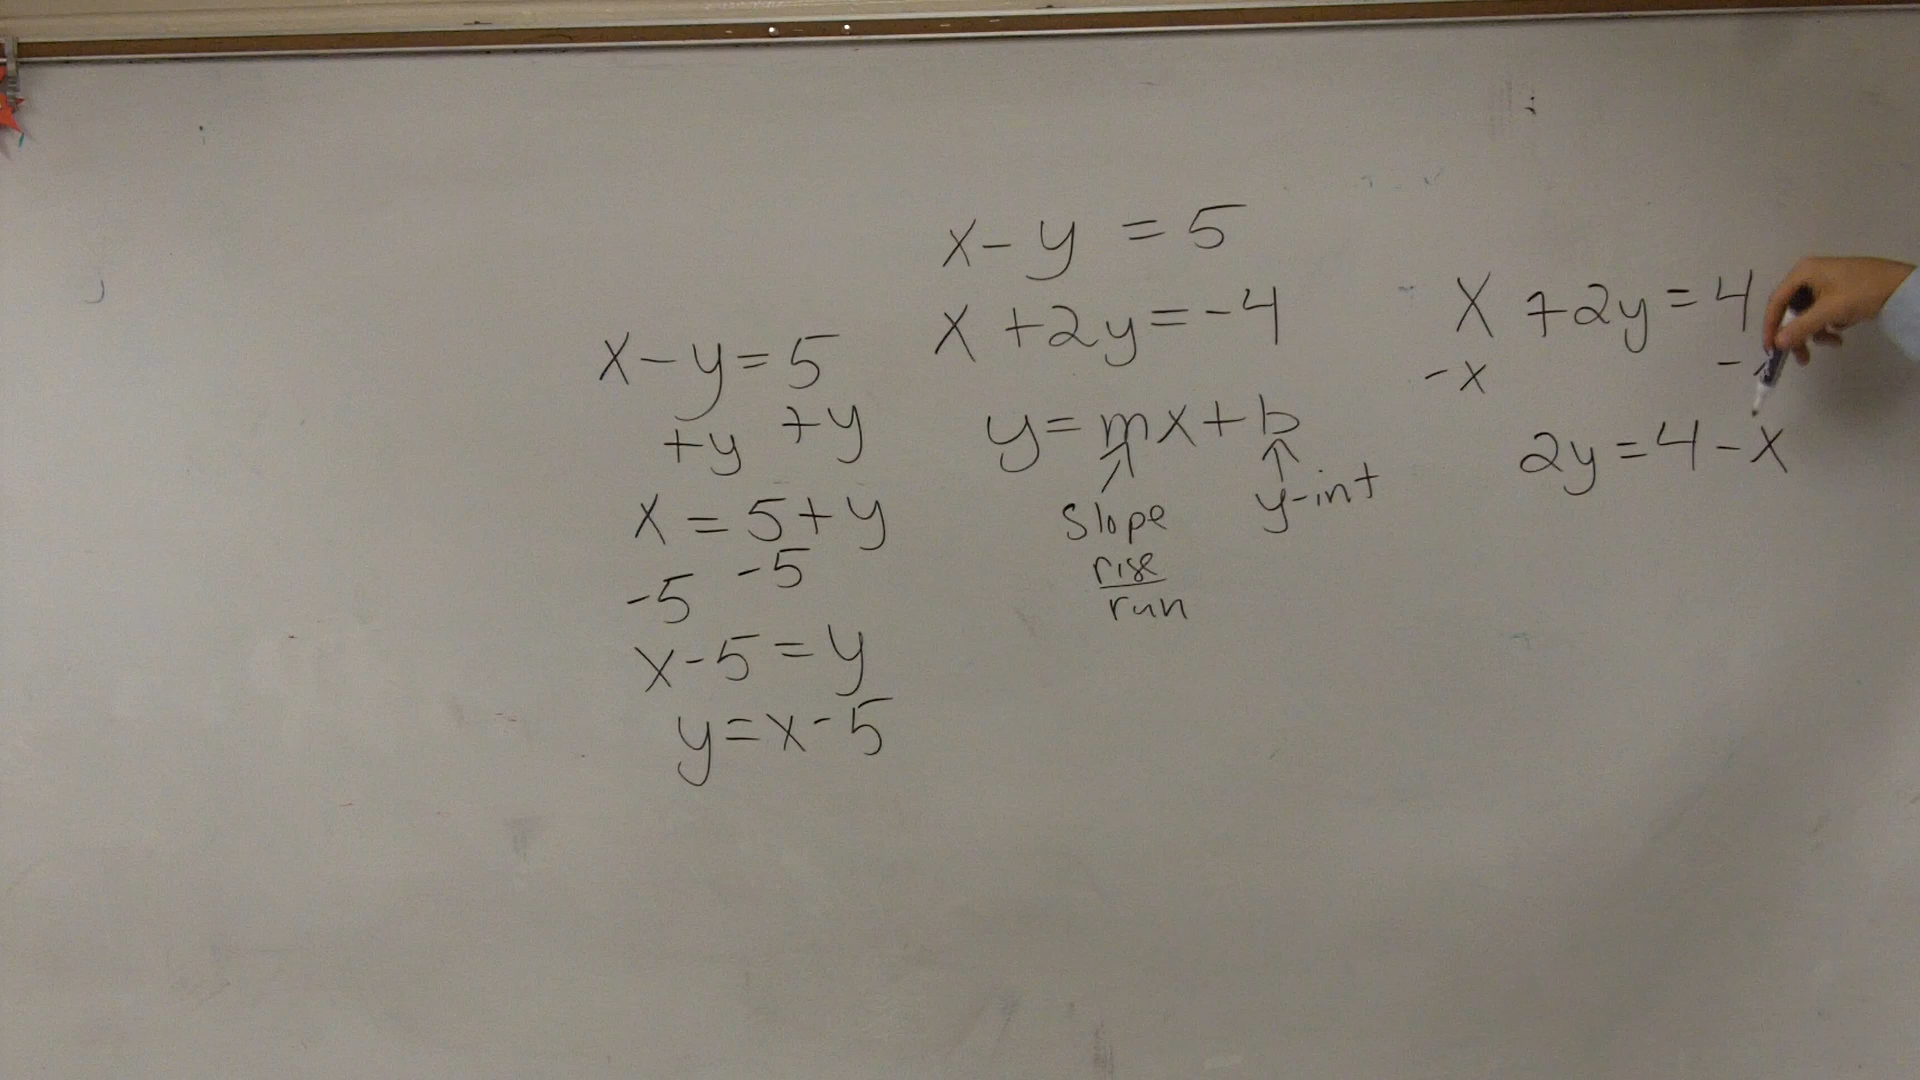 x - y = 5
x + 2y = -4
y = mx + b
slope
y-int
rise
run
x - y = 5
+y +y
x = 5 + y
-5 -5
x - 5 = y
y = x - 5
x + 2y = 4
-x -
2y = 4 - x